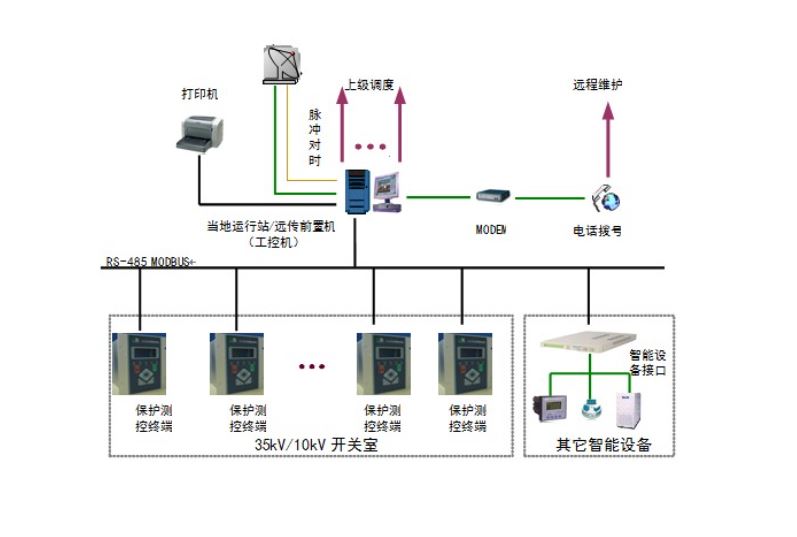 上级调度
远程维护
打印机
脉
冲
对
时
当地运行站/远传前置机
（工控机）
MODEM
电话拨号
RS-485 MODBUS↵
智能设
备接口
保护测
控终端
保护测
控终端
保护测
控终端
保护测
控终端
35kV/10kV 开关室
其它智能设备